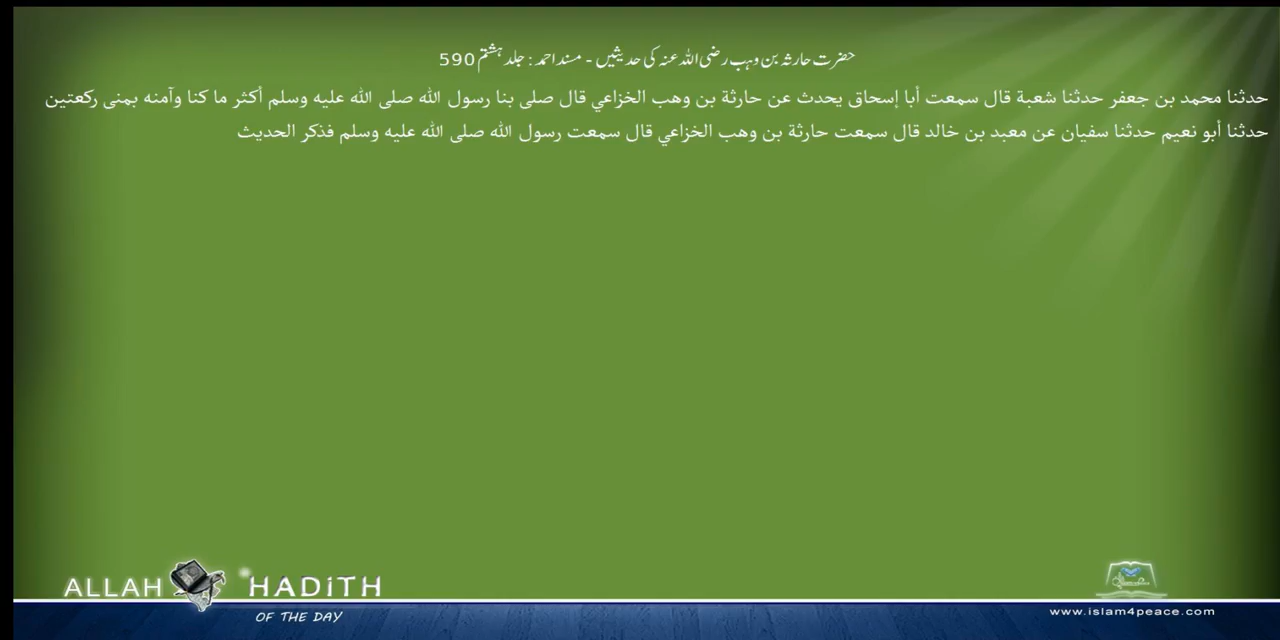 حضرت حارثہ بن وہب رضی اللہ عنہ کی حدیثیں - مسند احمد : جلد ہشتم 590
حدثنا محمد بن جعفر حدثنا شعبة قال سمعت أبا إسحاق يحدث عن حارثة بن وهب الخزاعي قال صلى بنا رسول الله صلى الله عليه وسلم أكثر ما كنا وآمنه بمنى ركعتين
حدثنا أبو نعيم حدثنا سفيان عن معبد بن خالد قال سمعت حارثة بن وهب الخزاعي قال سمعت رسول الله صلى الله عليه وسلم فذكر الحديث
ALLAH HADiTH
OF THE DAY
www.islam4peace.com